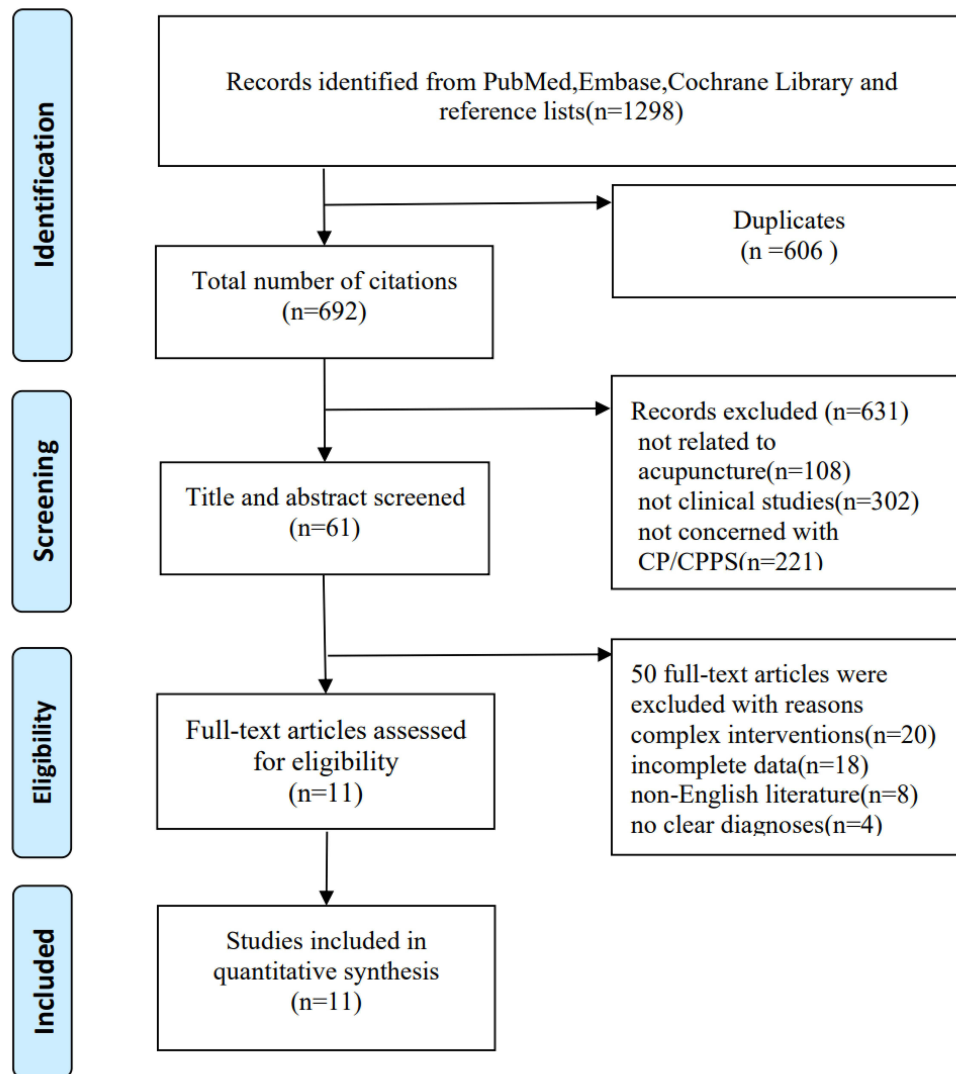 Identification
Records identified from PubMed,Embase,Cochrane Library and
reference lists(n=1298)
Duplicates
(n =606 )
Total number of citations
(n=692)
Screening
Records excluded (n=631)
not related to
acupuncture(n=108)
not clinical studies(n=302)
not concerned with
CP/CPPS(n=221)
Title and abstract screened
(n=61)
Eligibility
50 full-text articles were
excluded with reasons
complex interventions(n=20)
incomplete data(n=18)
non-English literature(n=8)
no clear diagnoses(n=4)
Full-text articles assessed
for eligibility
(n=11)
Included
Studies included in
quantitative synthesis
(n=11)